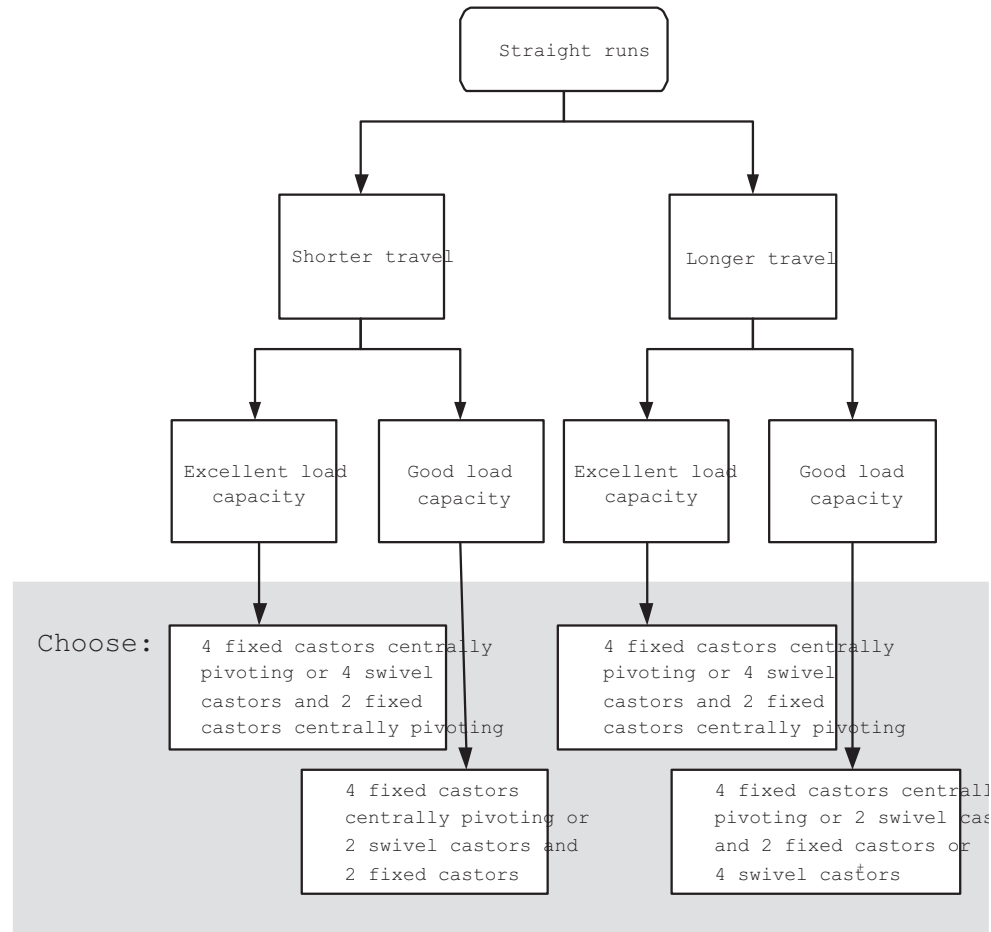 Straight runs
Shorter travel
Longer travel
Excellent load
capacity
Good load
capacity
Excellent load
capacity
Good load
capacity
Choose:
4 fixed castors centrally
pivoting or 4 swivel
castors and 2 fixed
castors centrally pivoting
4 fixed castors centrally
pivoting or 4 swivel
castors and 2 fixed
castors centrally pivoting
4 fixed castors
centrally pivoting or
2 swivel castors and
2 fixed castors
4 fixed castors centrall
pivoting or 2 swivel cas
and 2 fixed castors or
4 swivel castors